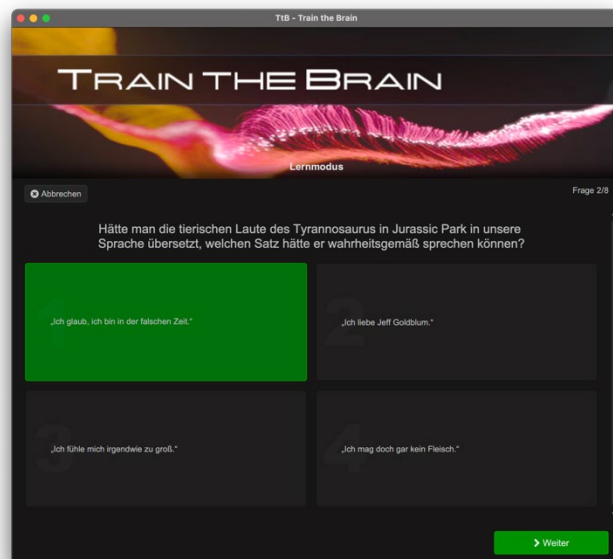 TtB - Train the Brain
TRAIN THE BRAIN
Lernmodus
Abbrechen
Frage 2/8
Hätte man die tierischen Laute des Tyrannosaurus in Jurassic Park in unsere
Sprache übersetzt, welchen Satz hätte er wahrheitsgemäß sprechen können?
1
„Ich glaub, ich bin in der falschen Zeit.“
2
„Ich liebe Jeff Goldblum.“
3
„Ich fühle mich irgendwie zu groß.“
4
„Ich mag doch gar kein Fleisch.“
Weiter